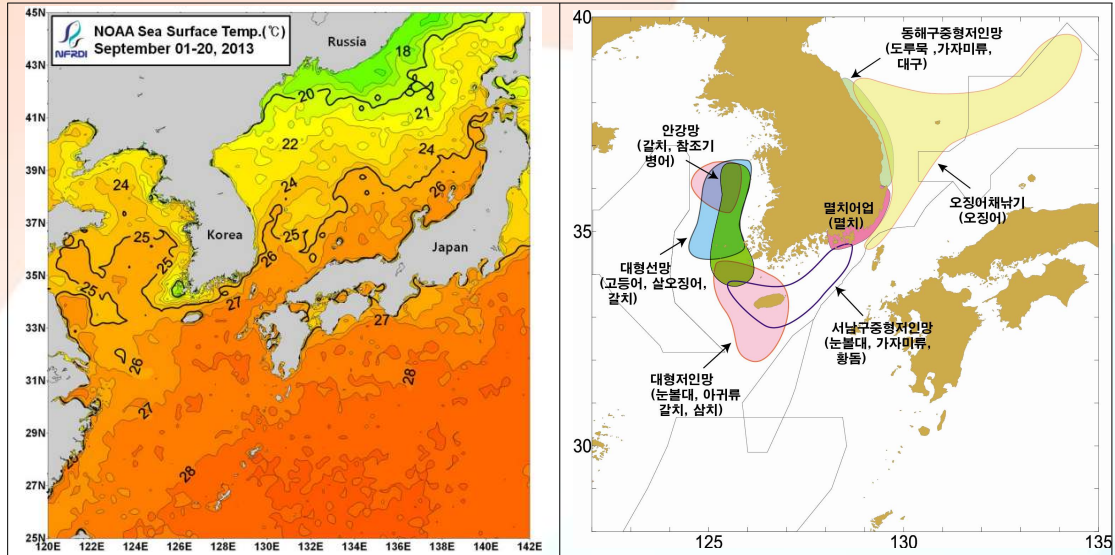 NFRDI
NOAA Sea Surface Temp.(℃)
September 01-20, 2013
Russia
Korea
Japan
18
20
21
22
24
24
24
26
25
25
25
25
26
27
27
26
27
28
28
45N
43N
41N
39N
37N
35N
33N
31N
29N
27N
25N
120E
122E
124E
126E
128E
130E
132E
134E
136E
138E
140E
142E
40
35
30
125
130
135
동해구중형저인망
(도루묵 ,가자미류,
대구)
안강망
(갈치, 참조기
병어)
멸치어업
(멸치)
오징어채낚기
(오징어)
대형선망
(고등어, 살오징어,
갈치)
서남구중형저인망
(눈볼대, 가자미류,
황돔)
대형저인망
(눈볼대, 아귀류
갈치, 삼치)